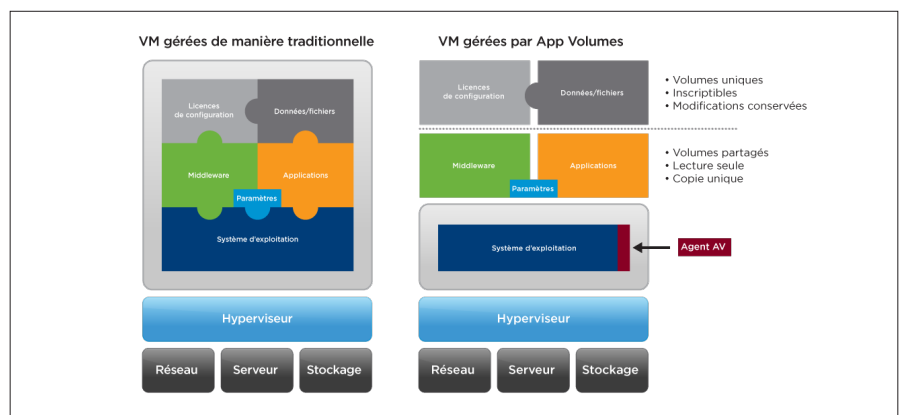 VM gérées de manière traditionnelle
Licences
de configuration
Données/fichiers
Middleware
Applications
Paramètres
Système d'exploitation
Hyperviseur
Réseau
Serveur
Stockage
VM gérées par App Volumes
Licences
de configuration
Données/fichiers
• Volumes uniques
• Inscriptibles
• Modifications conservées
Middleware
Applications
Paramètres
• Volumes partagés
• Lecture seule
• Copie unique
Système d'exploitation
Agent AV
Hyperviseur
Réseau
Serveur
Stockage